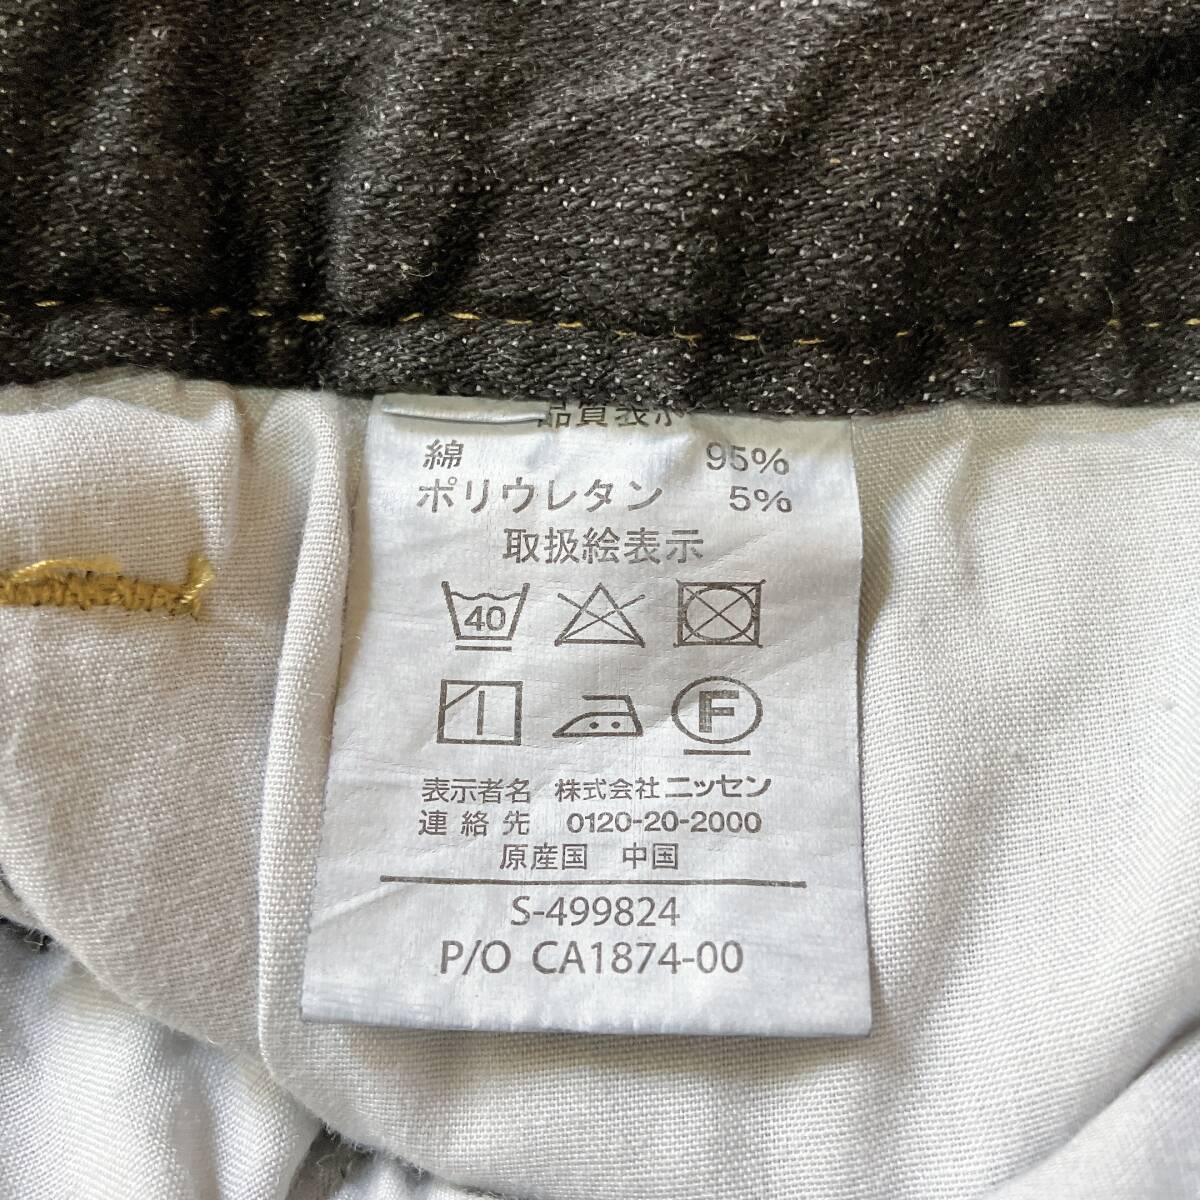 品質表示
綿 95%
ポリウレタン 5%
取扱絵表示
40
F
表示者名 株式会社ニッセン
連絡先 0120-20-2000
原産国 中国
S-499824
P/O CA1874-00